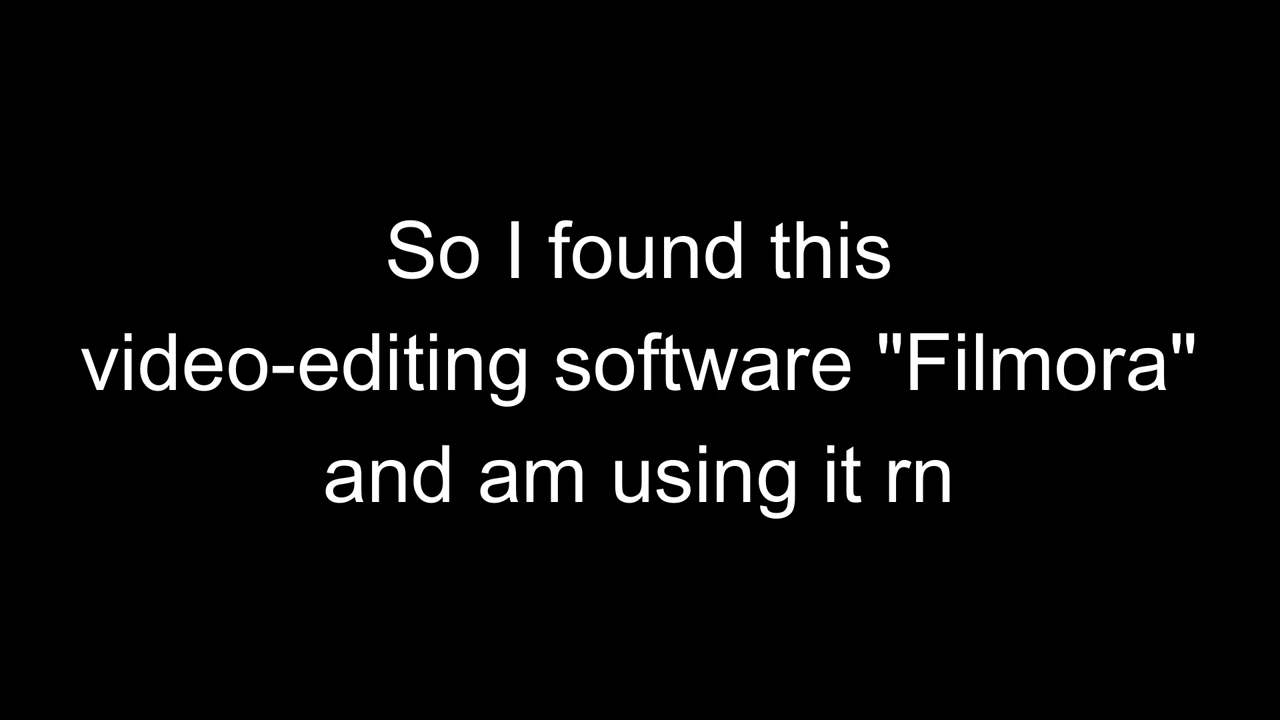 So I found this
video-editing software "Filmora"
and am using it rn